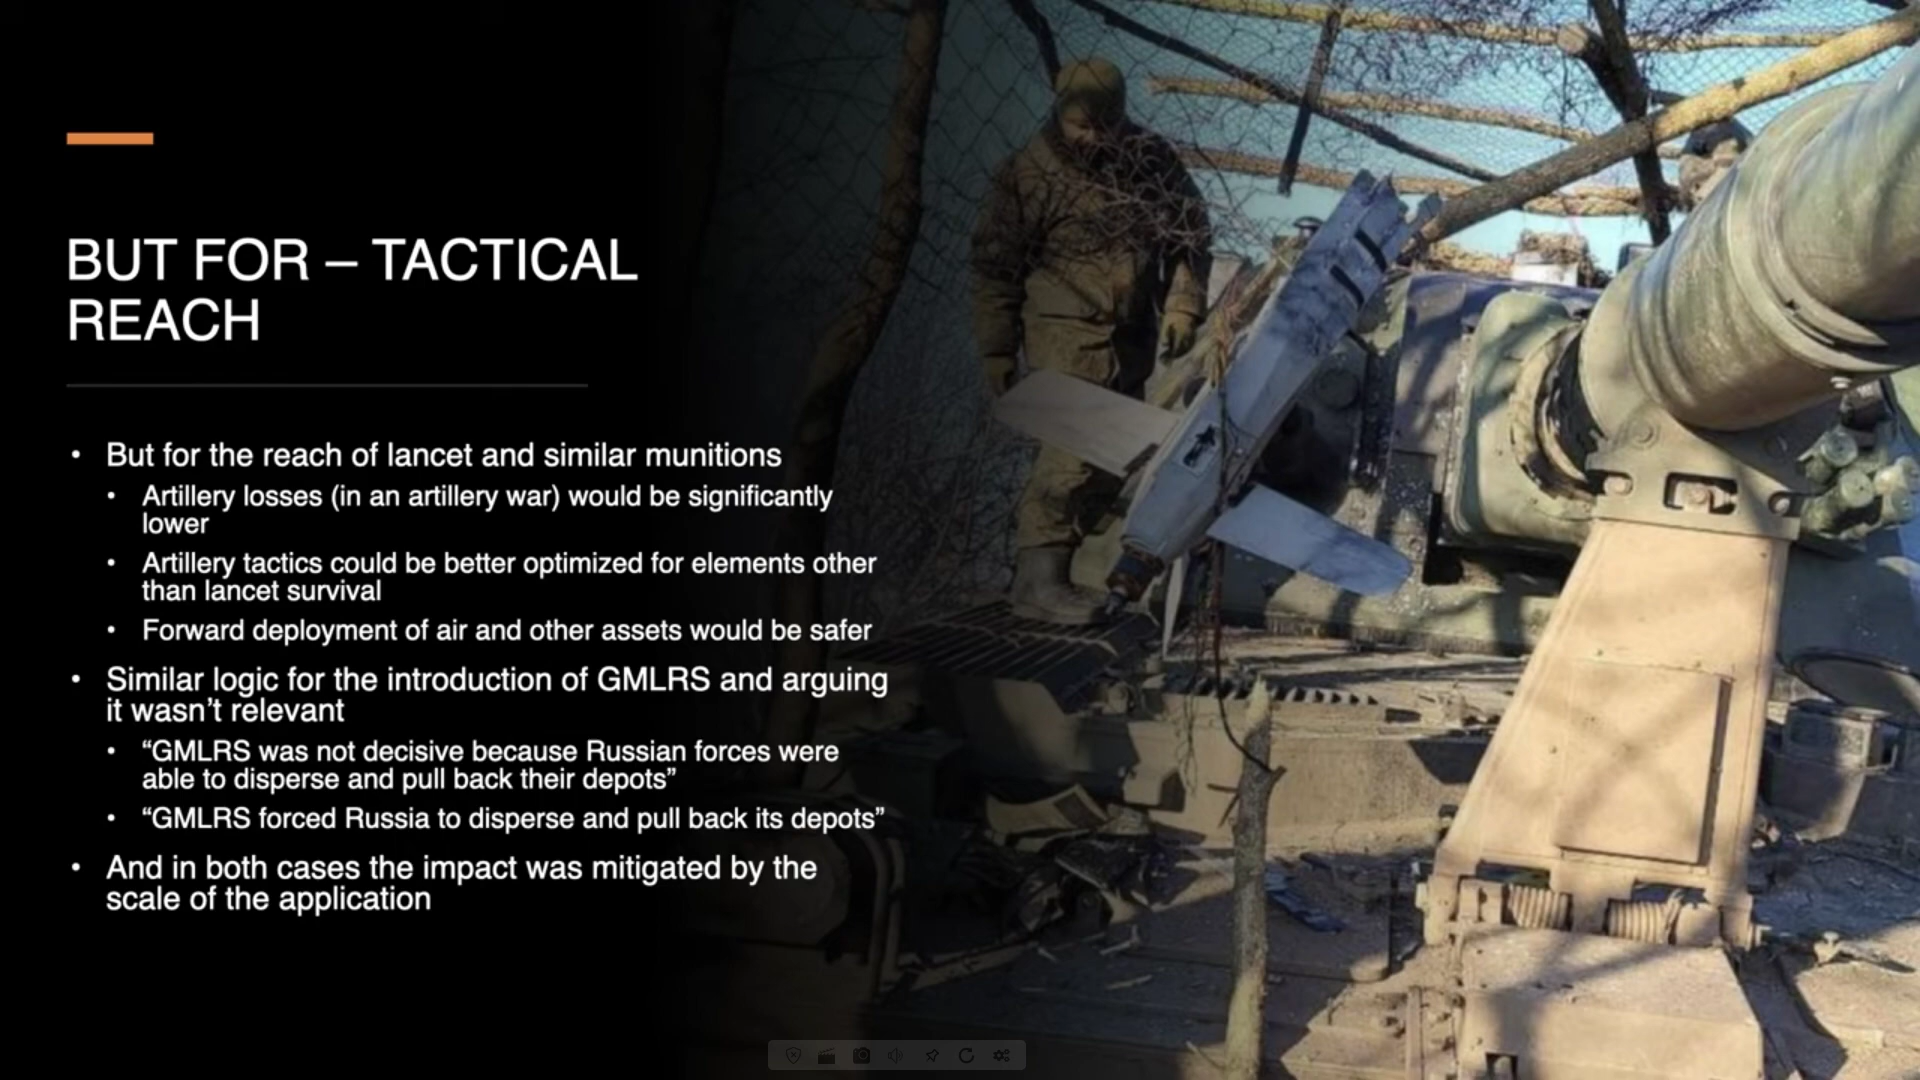 BUT FOR – TACTICAL
REACH
• But for the reach of lancet and similar munitions
• Artillery losses (in an artillery war) would be significantly
lower
• Artillery tactics could be better optimized for elements other
than lancet survival
• Forward deployment of air and other assets would be safer
• Similar logic for the introduction of GMLRS and arguing
it wasn’t relevant
• “GMLRS was not decisive because Russian forces were
able to disperse and pull back their depots”
• “GMLRS forced Russia to disperse and pull back its depots”
• And in both cases the impact was mitigated by the
scale of the application